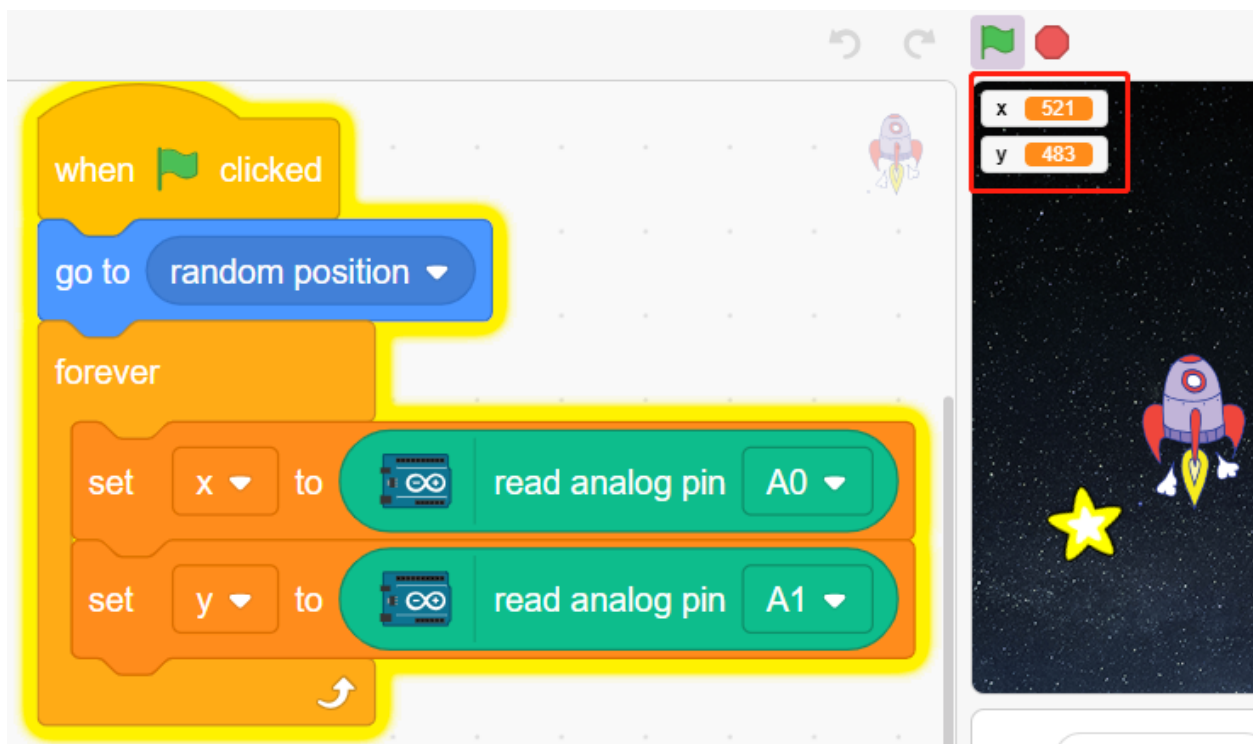 when clicked
go to random position
forever
set x to read analog pin A0
set y to read analog pin A1
x 521
y 483